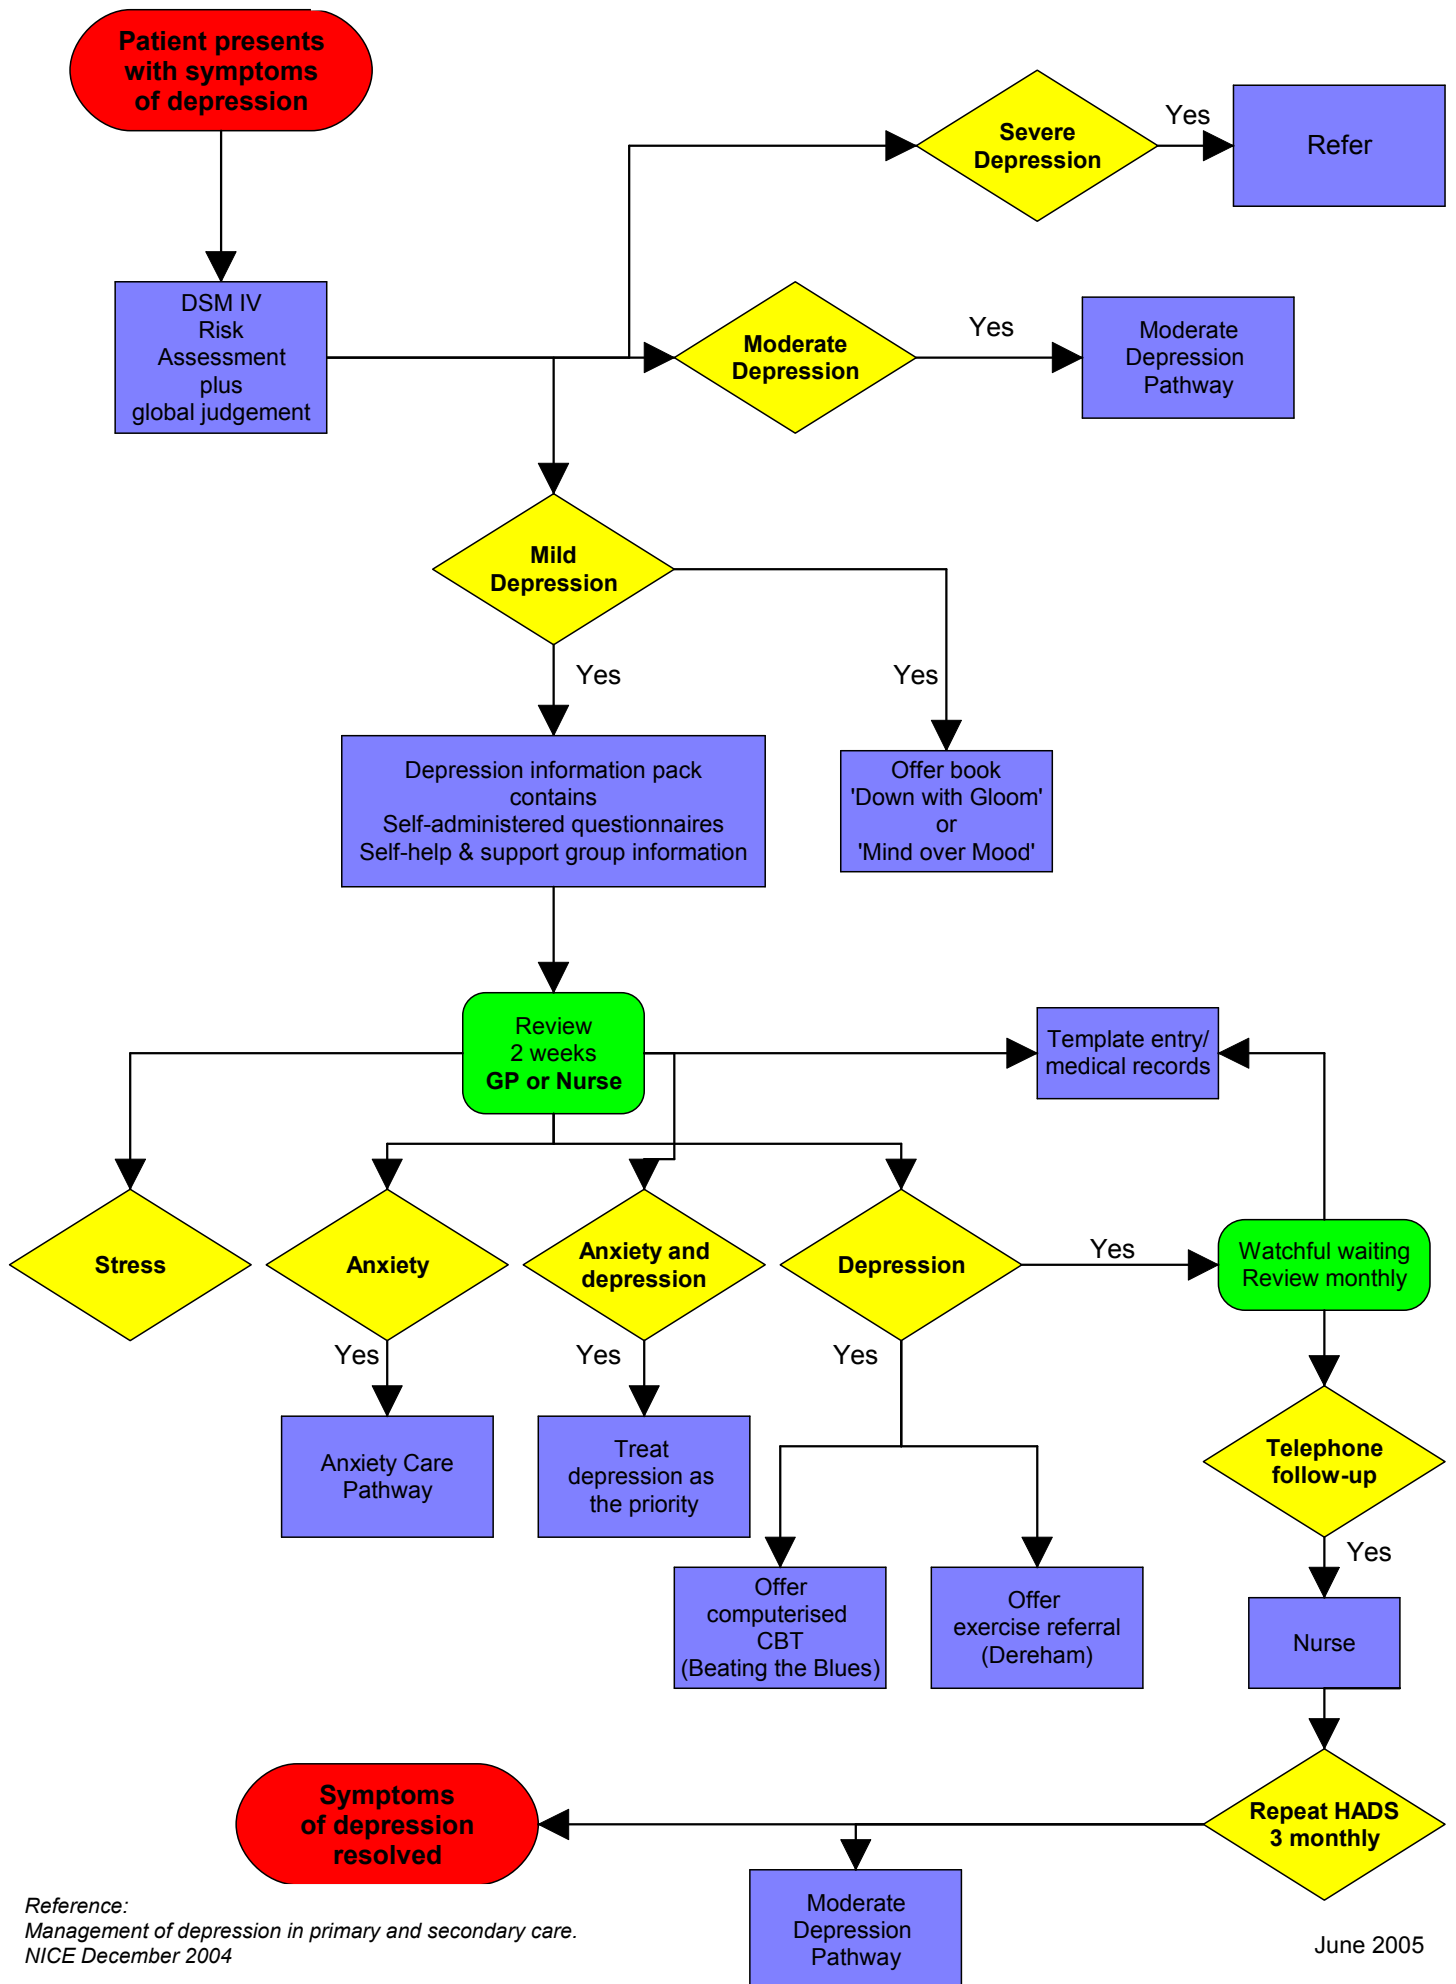 Patient presents
with symptoms
of depression
Severe
Depression
Yes
Refer
DSM IV
Risk
Assessment
plus
global judgement
Moderate
Depression
Yes
Moderate
Depression
Pathway
Mild
Depression
Yes
Yes
Depression information pack
contains
Self-administered questionnaires
Self-help & support group information
Offer book
'Down with Gloom'
or
'Mind over Mood'
Review
2 weeks
GP or Nurse
Template entry/
medical records
Stress
Anxiety
Anxiety and
depression
Depression
Yes
Watchful waiting
Review monthly
Yes
Yes
Yes
Anxiety Care
Pathway
Treat
depression as
the priority
Telephone
follow-up
Yes
Offer
computerised
CBT
(Beating the Blues)
Offer
exercise referral
(Dereham)
Nurse
Symptoms
of depression
resolved
Repeat HADS
3 monthly
Moderate
Depression
Pathway
Reference:
Management of depression in primary and secondary care.
NICE December 2004
June 2005